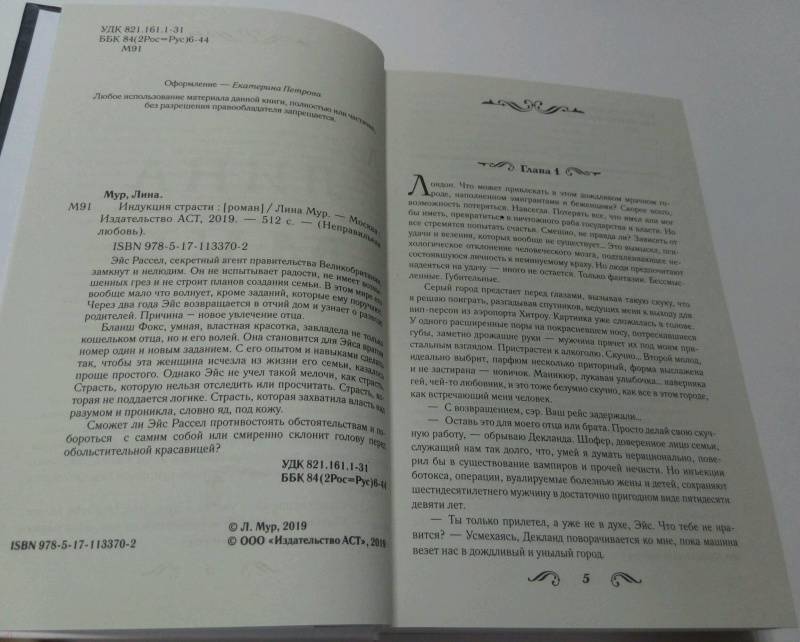 УДК 821.161.1-31
ББК 84(2Рос=Рус)6-44
М91
Оформление — Екатерина Петрова
Любое использование материала данной книги, полностью или частично,
без разрешения правообладателя запрещается.
Мур, Лина.
М91 Индукция страсти : [роман] / Лина Мур. — Москва :
Издательство АСТ, 2019. — 512 с. — (Неправильная
любовь).
ISBN 978-5-17-113370-2
Эйс Рассел, секретный агент правительства Великобритании,
замкнут и нелюдим. Он не испытывает радости, не имеет возвы-
шенных грез и не строит планов создания семьи. В этом мире его
вообще мало что волнует, кроме заданий, которые ему поручают.
Через два года Эйс возвращается в отчий дом и узнает о разводе
родителей. Причина — новое увлечение отца.
Бланш Фокс, умная, властная красотка, завладела не только
кошельком отца, но и его волей. Она становится для Эйса врагом
номер один и новым заданием. С его опытом и навыками сделать
так, чтобы эта женщина исчезла из жизни его семьи, казалось
проще простого. Однако Эйс не учел такой мелочи, как страсть.
Страсть, которую нельзя отследить или просчитать. Страсть, ко-
торая не поддается логике. Страсть, которая захватила власть над
разумом и проникла, словно яд, под кожу.
Сможет ли Эйс Рассел противостоять обстоятельствам и по-
бороться с самим собой или смиренно склонит голову перед
обольстительной красавицей?
УДК 821.161.1-31
ББК 84(2Рос=Рус)6-44
© Л. Мур, 2019
ISBN 978-5-17-113370-2 © ООО «Издательство АСТ», 2019
Глава 1
Лондон. Что может привлекать в этом дождливом мрачном го-
роде, наполненном эмигрантами и беженцами? Скорее всего,
возможность потеряться. Навсегда. Потерять все, что имел или мог
бы иметь, превратиться в ничтожного раба государства и власти. Но
все стремятся попытать счастья. Смешно, не правда ли? Зависеть от
удачи и везения, которых вообще не существует... Это вымысел, пси-
хологическое отклонение человеческого мозга, подталкивающее не-
состоявшуюся личность к неминуемому краху. Но люди предпочитают
надеяться на удачу — иного не остается. Только фантазии. Бессмыс-
ленные. Губительные.
Серый город предстает перед глазами, вызывая такую скуку, что
я решаю поиграть, разгадывая спутников, ведущих меня к выходу для
вип-персон из аэропорта Хитроу. Картинка уже сложилась в голове.
У одного расширенные поры на покрасневшем носу, потрескавшиеся
губы, заметно дрожащие руки — мужчина прячет их под моим при-
стальным взглядом. Пристрастен к алкоголю. Скучно... Второй молод,
идеально выбрит, парфюм несколько приторный, форма выглажена
и не застирана — новичок. Маникюр, лукавая улыбочка... наверняка
гей, чей-то любовник, и это тоже безумно скучно, как все в этом городе,
как встречающий меня человек.
— С возвращением, сэр. Ваш рейс задержали...
— Оставь это для моего отца или брата. Просто делай свою скуч-
ную работу, — обрываю Декланда. Шофер, доверенное лицо семьи,
служащий нам так долго, что, умей я думать нерационально, пове-
рил бы в существование вампиров и прочей нечисти. Но инъекции
ботокса, операции, вуалируемые болезнью жены и детей, сохраняют
шестидесятилетнего мужчину в достаточно пригодном виде пятидесяти
девяти лет.
— Ты только прилетел, а уже не в духе, Эйс. Что тебе не нра-
вится? — Усмехаясь, Декланд поворачивается ко мне, пока машина
везет нас в дождливый и унылый город.
5